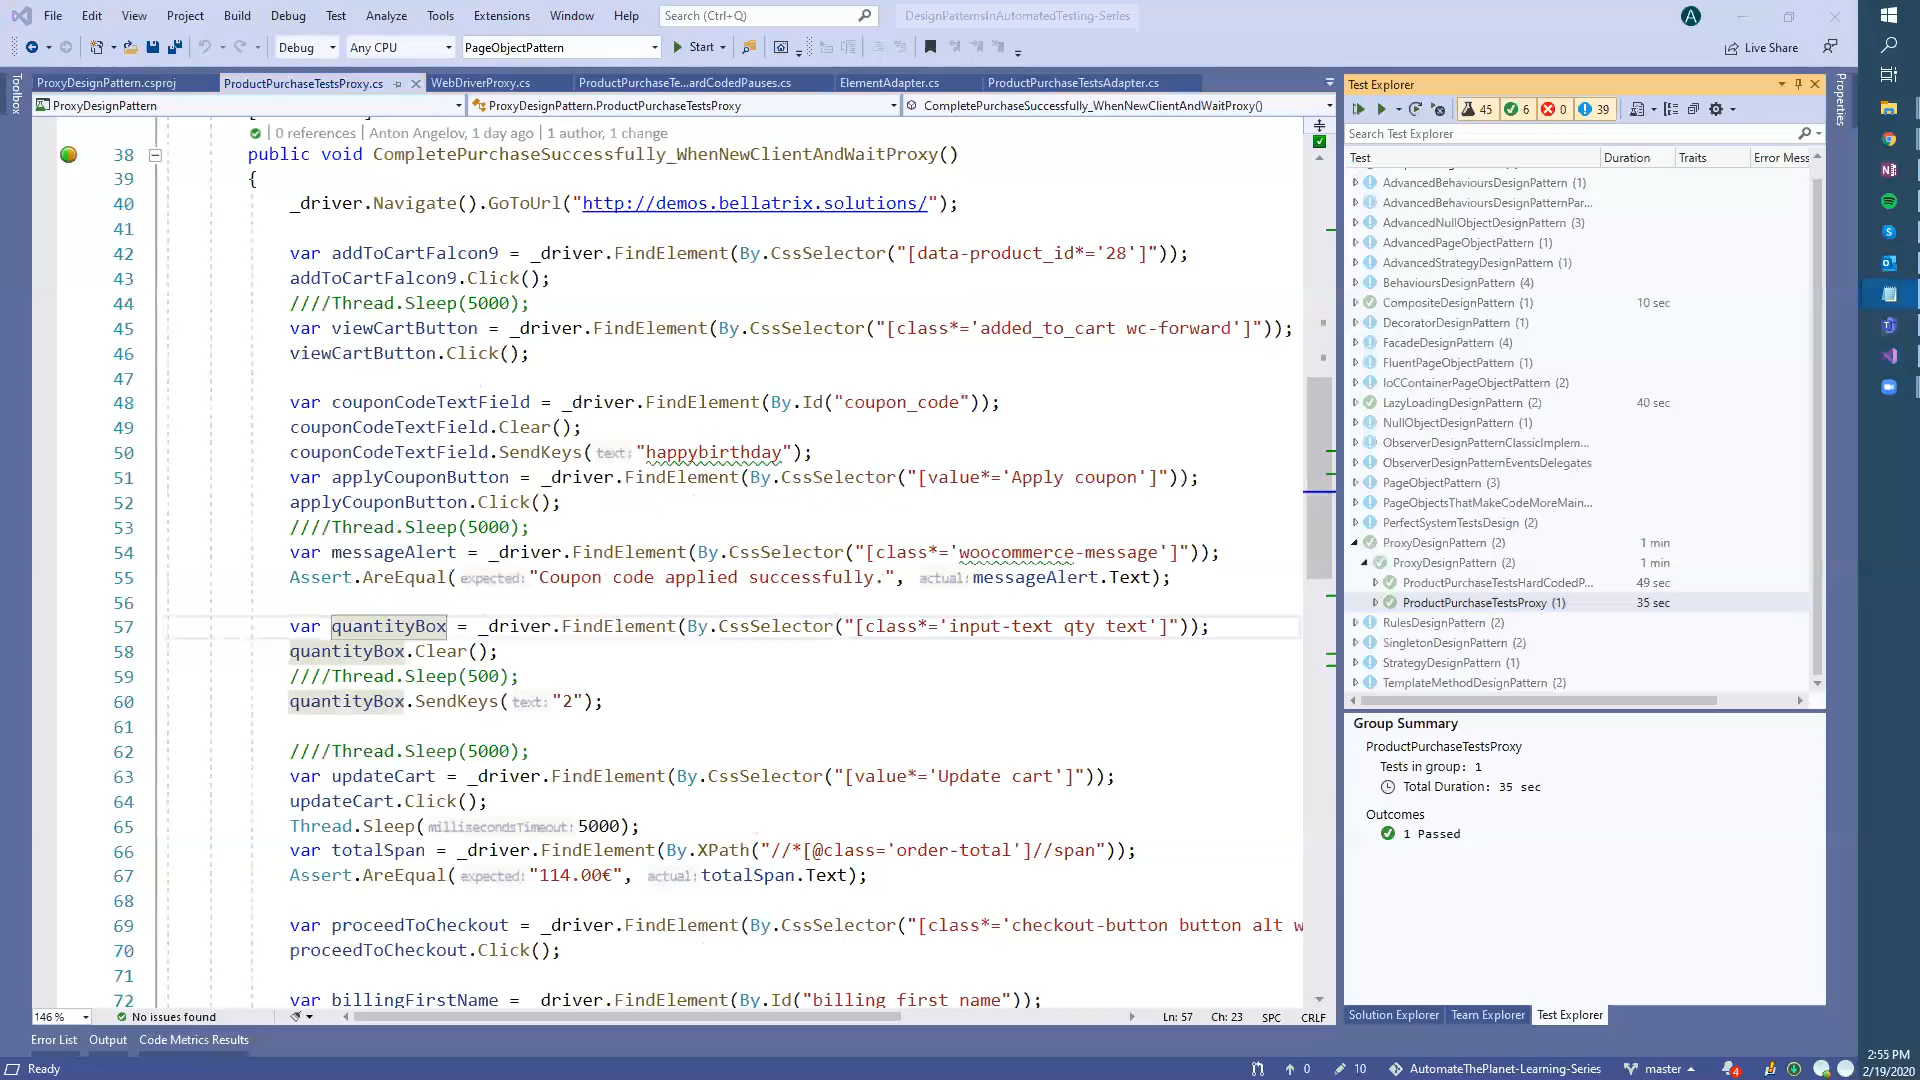 File Edit View Project Build Debug Test Analyze Tools Extensions Window Help Search (Ctrl+Q) DesignPatternsInAutomatedTesting-Series A
Debug Any CPU PageObjectPattern Start Live Share
Toolbox
ProxyDesignPattern.csproj ProductPurchaseTestsProxy.cs WebDriverProxy.cs ProductPurchaseTe...ardCodedPauses.cs ElementAdapter.cs ProductPurchaseTestsAdapter.cs
ProxyDesignPattern ProxyDesignPattern.ProductPurchaseTestsProxy CompletePurchaseSuccessfully_WhenNewClientAndWaitProxy()
0 references | Anton Angelov, 1 day ago | 1 author, 1 change
38 public void CompletePurchaseSuccessfully_WhenNewClientAndWaitProxy()
39 {
40 _driver.Navigate().GoToUrl("http://demos.bellatrix.solutions/");
41
42 var addToCartFalcon9 = _driver.FindElement(By.CssSelector("[data-product_id*='28']"));
43 addToCartFalcon9.Click();
44 ////Thread.Sleep(5000);
45 var viewCartButton = _driver.FindElement(By.CssSelector("[class*='added_to_cart wc-forward']"));
46 viewCartButton.Click();
47
48 var couponCodeTextField = _driver.FindElement(By.Id("coupon_code"));
49 couponCodeTextField.Clear();
50 couponCodeTextField.SendKeys(text: "happybirthday");
51 var applyCouponButton = _driver.FindElement(By.CssSelector("[value*='Apply coupon']"));
52 applyCouponButton.Click();
53 ////Thread.Sleep(5000);
54 var messageAlert = _driver.FindElement(By.CssSelector("[class*='woocommerce-message']"));
55 Assert.AreEqual(expected: "Coupon code applied successfully.", actual: messageAlert.Text);
56
57 var quantityBox = _driver.FindElement(By.CssSelector("[class*='input-text qty text']"));
58 quantityBox.Clear();
59 ////Thread.Sleep(500);
60 quantityBox.SendKeys(text: "2");
61
62 ////Thread.Sleep(5000);
63 var updateCart = _driver.FindElement(By.CssSelector("[value*='Update cart']"));
64 updateCart.Click();
65 Thread.Sleep(millisecondsTimeout: 5000);
66 var totalSpan = _driver.FindElement(By.XPath("//*[@class='order-total']//span"));
67 Assert.AreEqual(expected: "114.00€", actual: totalSpan.Text);
68
69 var proceedToCheckout = _driver.FindElement(By.CssSelector("[class*='checkout-button button alt w
70 proceedToCheckout.Click();
71
72 var billingFirstName = _driver.FindElement(By.Id("billing_first_name"));
146 % No issues found Ln: 57 Ch: 23 SPC CRLF
Error List Output Code Metrics Results
Ready 0 10 AutomateThePlanet-Learning-Series master 4
Test Explorer
45 6 0 39
Search Test Explorer
Test Duration Traits Error Mess
AdvancedBehavioursDesignPattern (1)
AdvancedBehavioursDesignPatternPar...
AdvancedNullObjectDesignPattern (3)
AdvancedPageObjectPattern (1)
AdvancedStrategyDesignPattern (1)
BehavioursDesignPattern (4)
CompositeDesignPattern (1) 10 sec
DecoratorDesignPattern (1)
FacadeDesignPattern (4)
FluentPageObjectPattern (1)
IoCContainerPageObjectPattern (2)
LazyLoadingDesignPattern (2) 40 sec
NullObjectDesignPattern (1)
ObserverDesignPatternClassicImplem...
ObserverDesignPatternEventsDelegates
PageObjectPattern (3)
PageObjectsThatMakeCodeMoreMain...
PerfectSystemTestsDesign (2)
ProxyDesignPattern (2) 1 min
ProxyDesignPattern (2) 1 min
ProductPurchaseTestsHardCodedP... 49 sec
ProductPurchaseTestsProxy (1) 35 sec
RulesDesignPattern (2)
SingletonDesignPattern (2)
StrategyDesignPattern (1)
TemplateMethodDesignPattern (2)
Group Summary
ProductPurchaseTestsProxy
Tests in group: 1
Total Duration: 35 sec
Outcomes
1 Passed
Solution Explorer Team Explorer Test Explorer
Properties
2:55 PM
2/19/2020